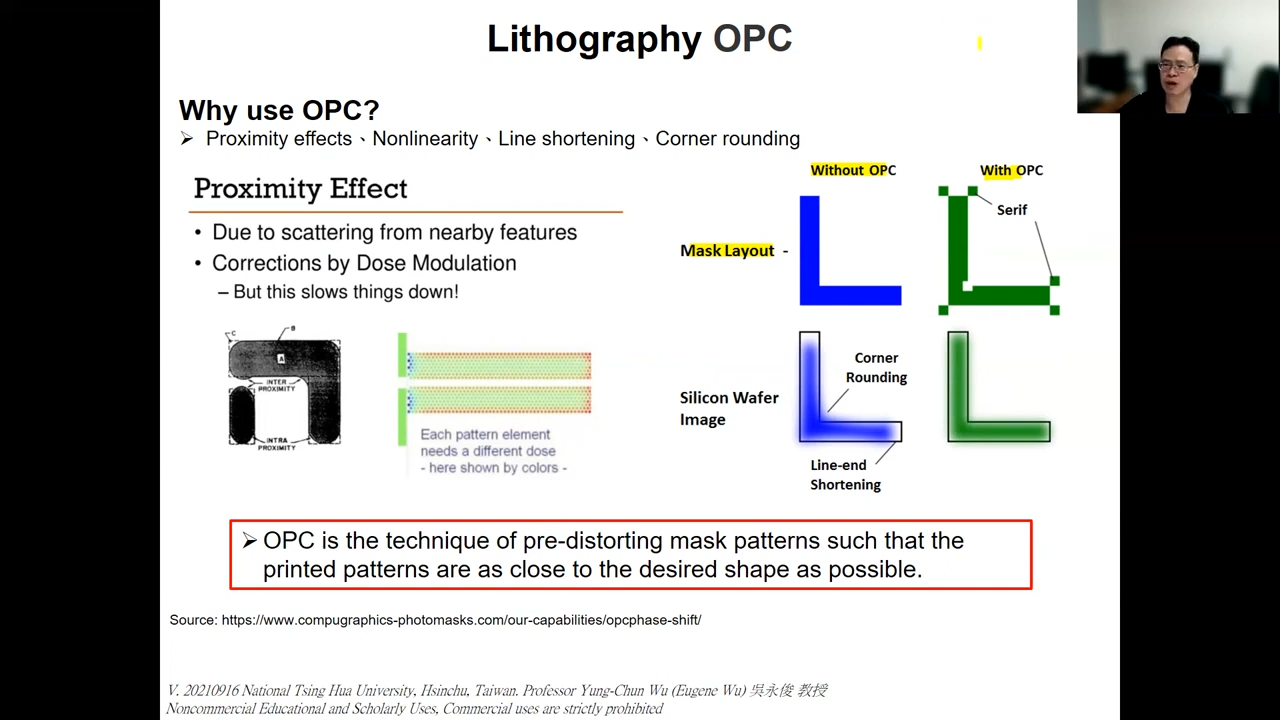 Lithography OPC
Why use OPC?
➢ Proximity effects、Nonlinearity、Line shortening、Corner rounding
Proximity Effect
• Due to scattering from nearby features
• Corrections by Dose Modulation
– But this slows things down!
C
B
A
INTER
PROXIMITY
INTRA
PROXIMITY
Each pattern element
needs a different dose
- here shown by colors -
Without OPC
With OPC
Serif
Mask Layout -
Corner
Rounding
Silicon Wafer
Image
Line-end
Shortening
➢ OPC is the technique of pre-distorting mask patterns such that the
printed patterns are as close to the desired shape as possible.
Source: https://www.compugraphics-photomasks.com/our-capabilities/opcphase-shift/
V. 20210916 National Tsing Hua University, Hsinchu, Taiwan. Professor Yung-Chun Wu (Eugene Wu) 吳永俊 教授
Noncommercial Educational and Scholarly Uses, Commercial uses are strictly prohibited